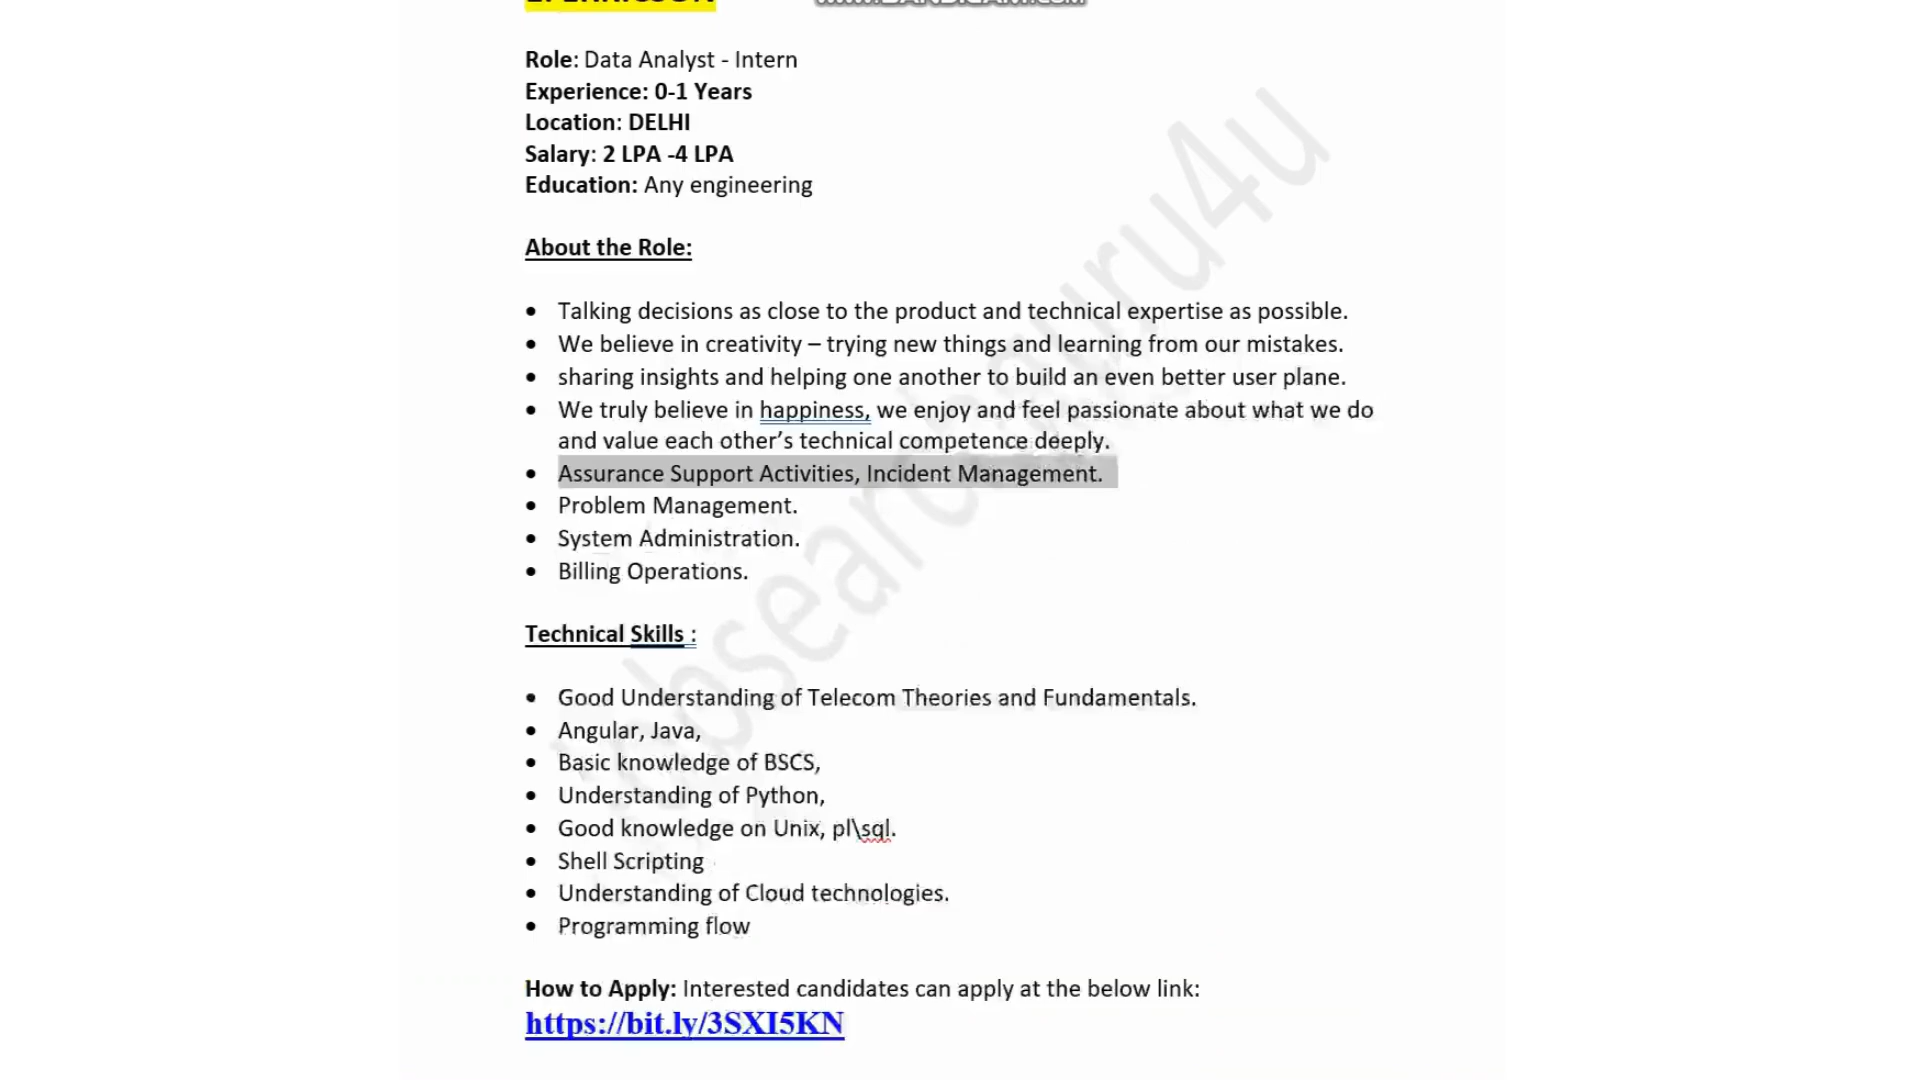 1. ERICSSON
www.BANDICAM.com
Role: Data Analyst - Intern
Experience: 0-1 Years
Location: DELHI
Salary: 2 LPA -4 LPA
Education: Any engineering
About the Role:
• Talking decisions as close to the product and technical expertise as possible.
• We believe in creativity – trying new things and learning from our mistakes.
• sharing insights and helping one another to build an even better user plane.
• We truly believe in happiness, we enjoy and feel passionate about what we do
and value each other’s technical competence deeply.
• Assurance Support Activities, Incident Management.
• Problem Management.
• System Administration.
• Billing Operations.
Technical Skills :
• Good Understanding of Telecom Theories and Fundamentals.
• Angular, Java,
• Basic knowledge of BSCS,
• Understanding of Python,
• Good knowledge on Unix, pl\sql.
• Shell Scripting
• Understanding of Cloud technologies.
• Programming flow
How to Apply: Interested candidates can apply at the below link:
https://bit.ly/3SXI5KN
jobsearchguru4u